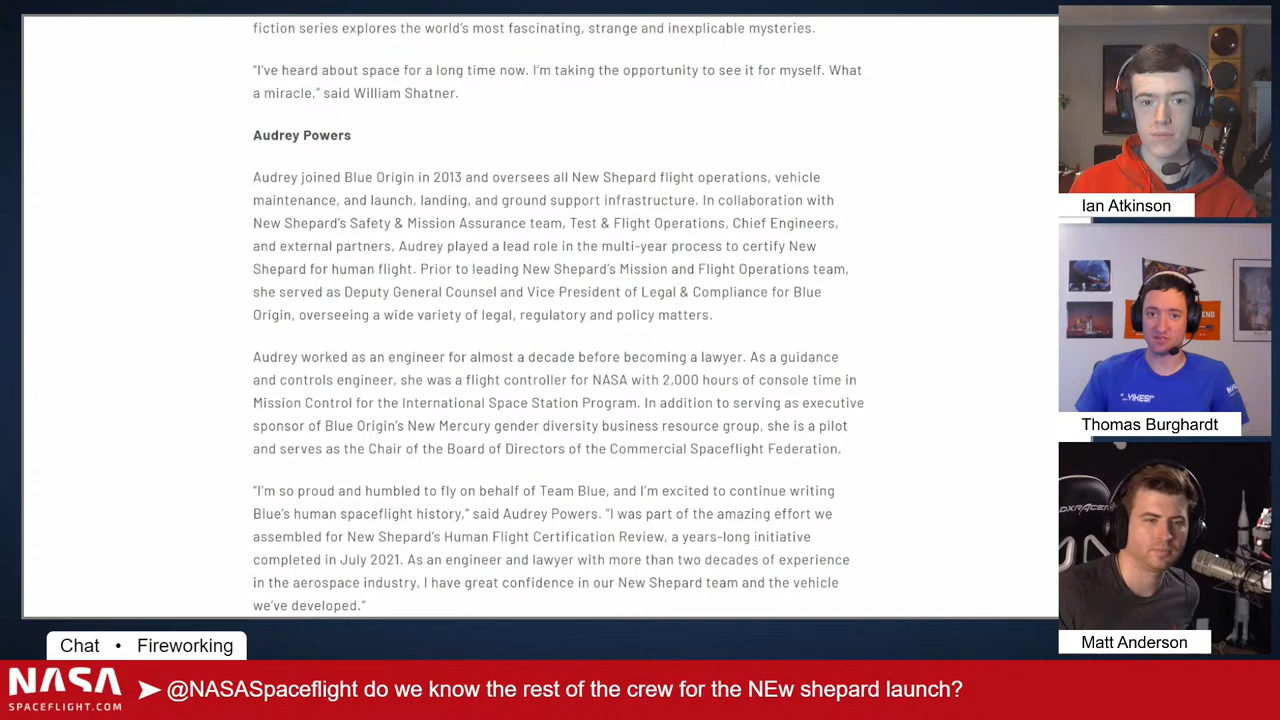 fiction series explores the world's most fascinating, strange and inexplicable mysteries.
"I've heard about space for a long time now. I'm taking the opportunity to see it for myself. What
a miracle," said William Shatner.
Audrey Powers
Audrey joined Blue Origin in 2013 and oversees all New Shepard flight operations, vehicle
maintenance, and launch, landing, and ground support infrastructure. In collaboration with
New Shepard's Safety & Mission Assurance team, Test & Flight Operations, Chief Engineers,
and external partners, Audrey played a lead role in the multi-year process to certify New
Shepard for human flight. Prior to leading New Shepard's Mission and Flight Operations team,
she served as Deputy General Counsel and Vice President of Legal & Compliance for Blue
Origin, overseeing a wide variety of legal, regulatory and policy matters.
Audrey worked as an engineer for almost a decade before becoming a lawyer. As a guidance
and controls engineer, she was a flight controller for NASA with 2,000 hours of console time in
Mission Control for the International Space Station Program. In addition to serving as executive
sponsor of Blue Origin's New Mercury gender diversity business resource group, she is a pilot
and serves as the Chair of the Board of Directors of the Commercial Spaceflight Federation.
"I'm so proud and humbled to fly on behalf of Team Blue, and I'm excited to continue writing
Blue's human spaceflight history," said Audrey Powers. "I was part of the amazing effort we
assembled for New Shepard's Human Flight Certification Review, a years-long initiative
completed in July 2021. As an engineer and lawyer with more than two decades of experience
in the aerospace industry, I have great confidence in our New Shepard team and the vehicle
we've developed."
Ian Atkinson
"...YIKES!"
Thomas Burghardt
DXRACER
Matt Anderson
Chat • Fireworking
NASA
SPACEFLIGHT.COM
@NASASpaceflight do we know the rest of the crew for the NEw shepard launch?